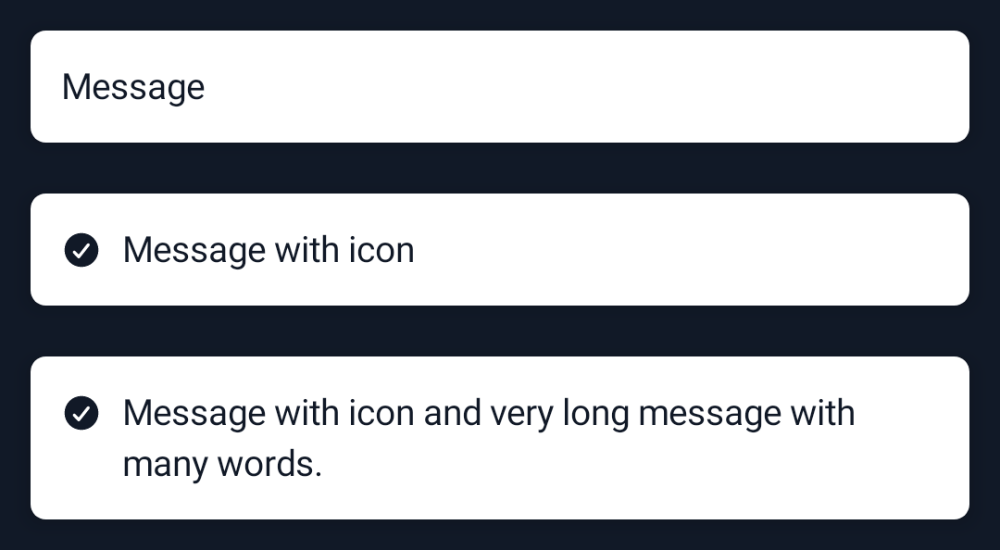 Message
Message with icon
Message with icon and very long message with
many words.